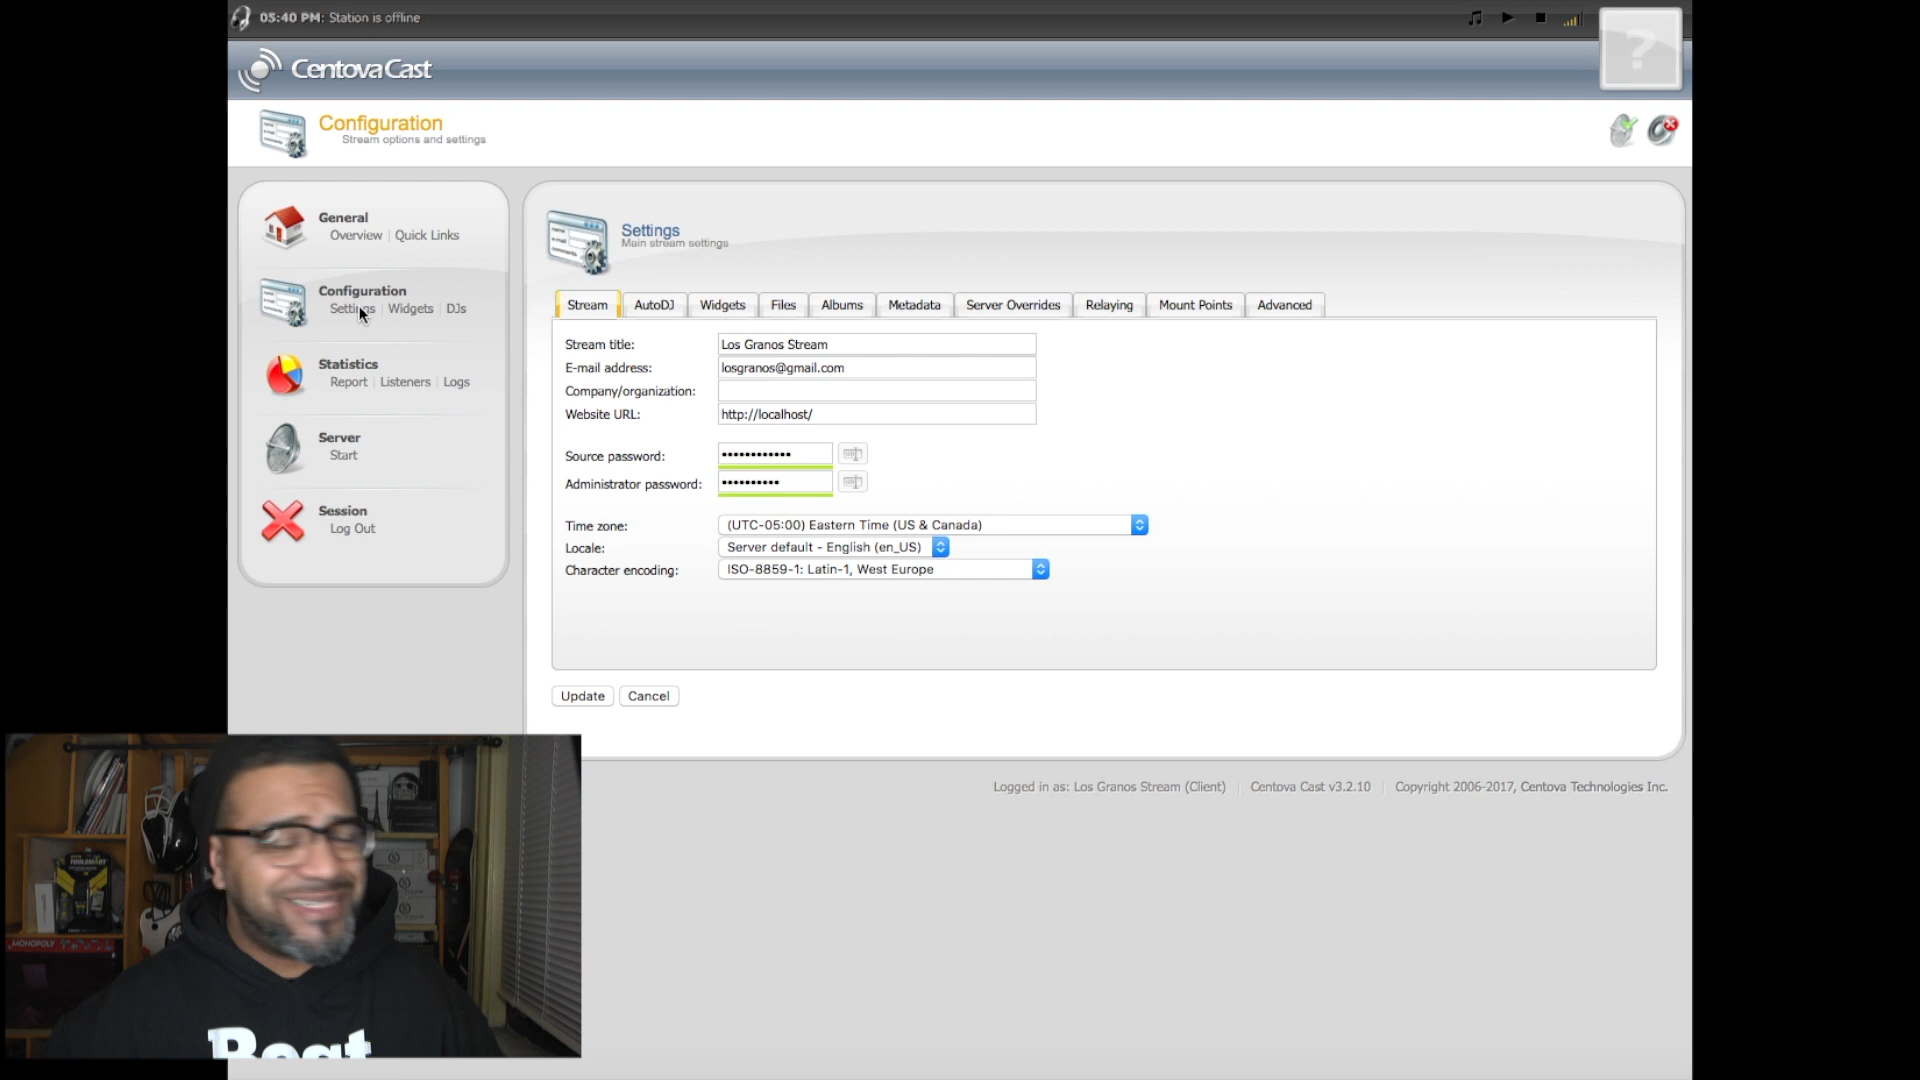 05:40 PM: Station is offline
?
CentovaCast
Configuration
Stream options and settings
General
Overview | Quick Links
Configuration
Settings | Widgets | DJs
Statistics
Report | Listeners | Logs
Server
Start
Session
Log Out
Settings
Main stream settings
Stream AutoDJ Widgets Files Albums Metadata Server Overrides Relaying Mount Points Advanced
Stream title: Los Granos Stream
E-mail address: losgranos@gmail.com
Company/organization:
Website URL: http://localhost/
Source password: ••••••••••••
Administrator password: ••••••••••
Time zone: (UTC-05:00) Eastern Time (US & Canada)
Locale: Server default - English (en_US)
Character encoding: ISO-8859-1: Latin-1, West Europe
Update Cancel
Logged in as: Los Granos Stream (Client) | Centova Cast v3.2.10 | Copyright 2006-2017, Centova Technologies Inc.
MONOPOLY
Beat